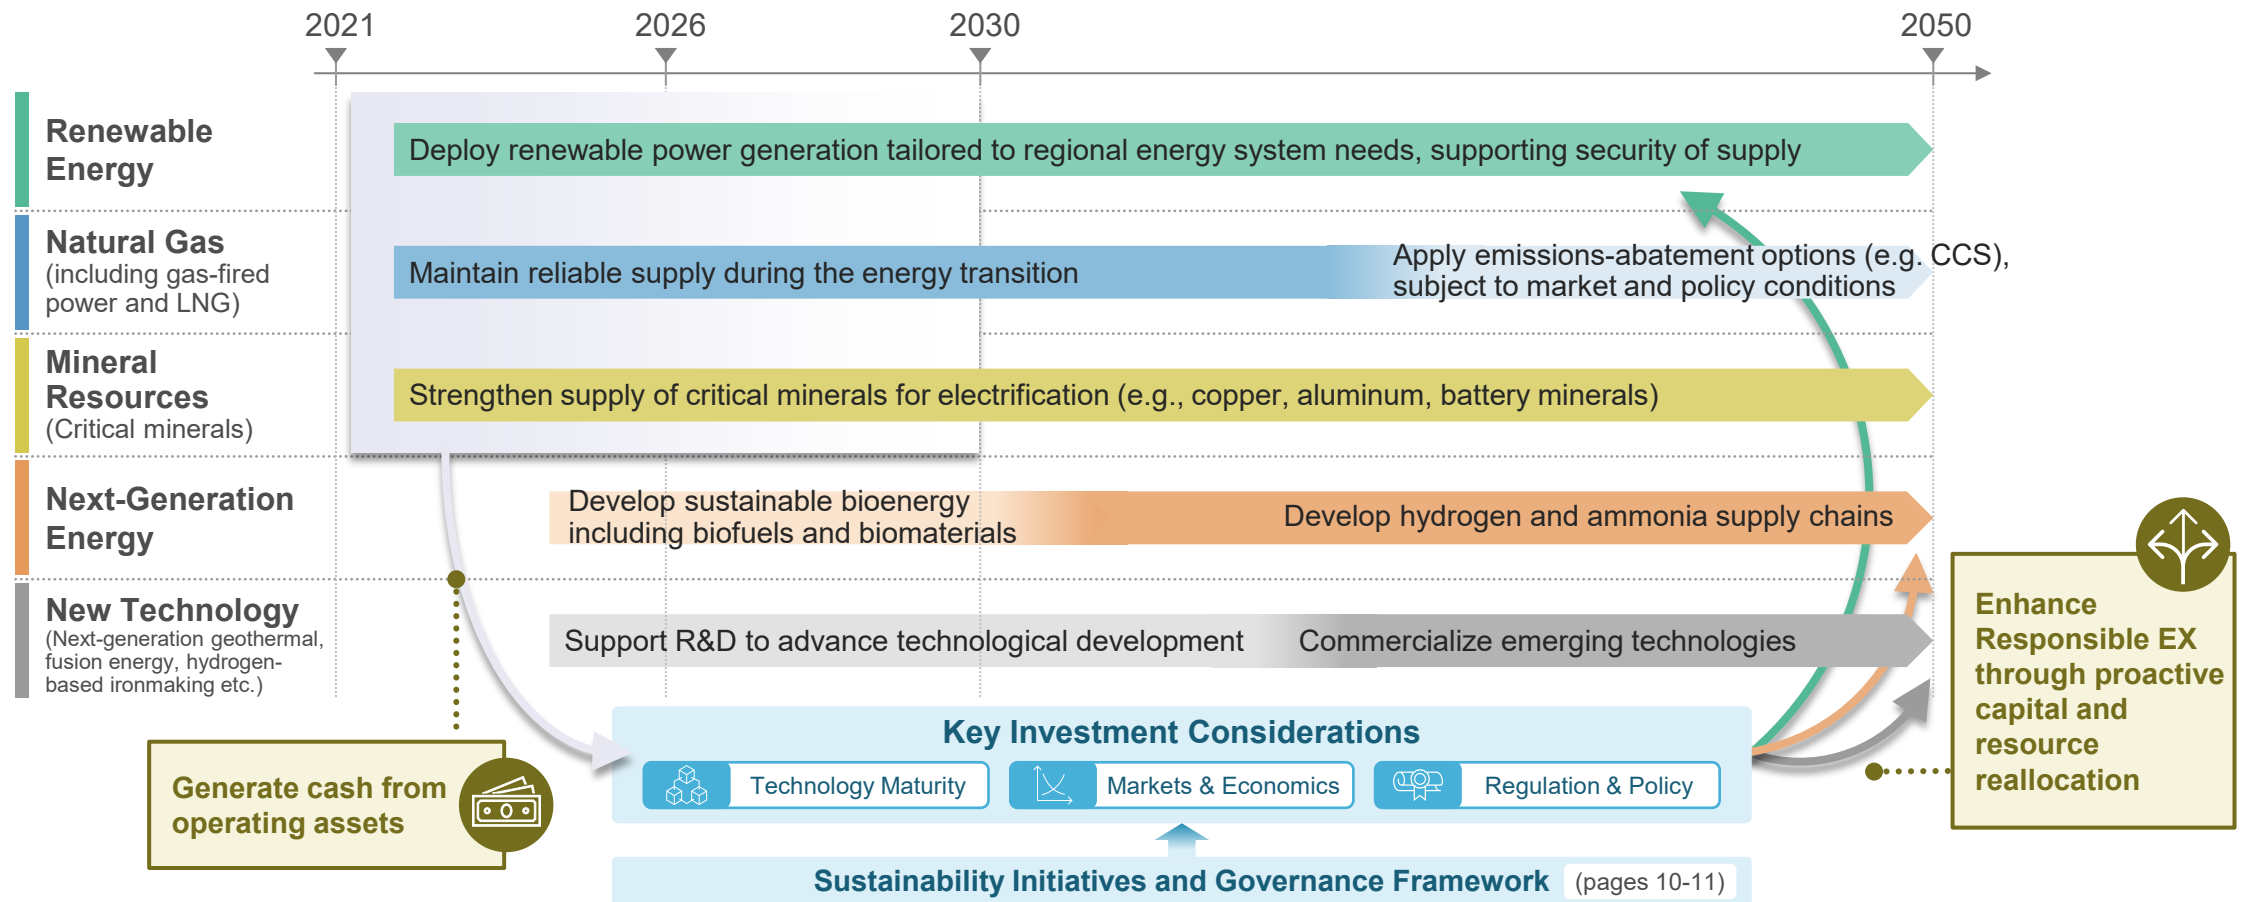 2021 2026 2030 2050
Renewable
Energy
Deploy renewable power generation tailored to regional energy system needs, supporting security of supply
Natural Gas
(including gas-fired
power and LNG)
Maintain reliable supply during the energy transition
Apply emissions-abatement options (e.g. CCS),
subject to market and policy conditions
Mineral
Resources
(Critical minerals)
Strengthen supply of critical minerals for electrification (e.g., copper, aluminum, battery minerals)
Next-Generation
Energy
Develop sustainable bioenergy
including biofuels and biomaterials
Develop hydrogen and ammonia supply chains
New Technology
(Next-generation geothermal,
fusion energy, hydrogen-
based ironmaking etc.)
Support R&D to advance technological development
Commercialize emerging technologies
Enhance
Responsible EX
through proactive
capital and
resource
reallocation
Generate cash from
operating assets
Key Investment Considerations
Technology Maturity
Markets & Economics
Regulation & Policy
Sustainability Initiatives and Governance Framework (pages 10-11)